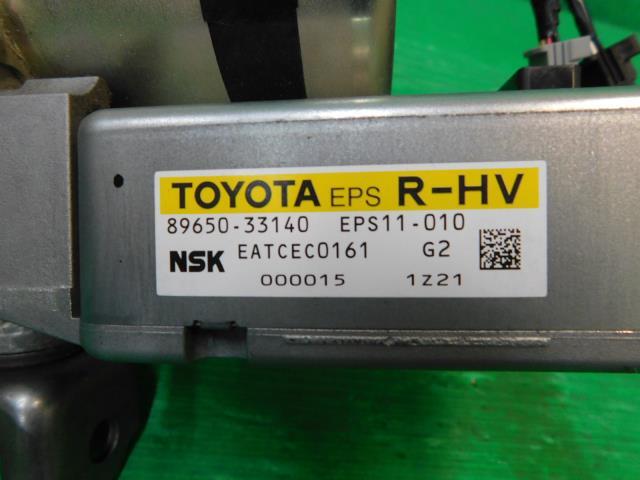 TOYOTA EPS R-HV
89650-33140 EPS11-010
NSK EATCEC0161 G2
000015 1Z21